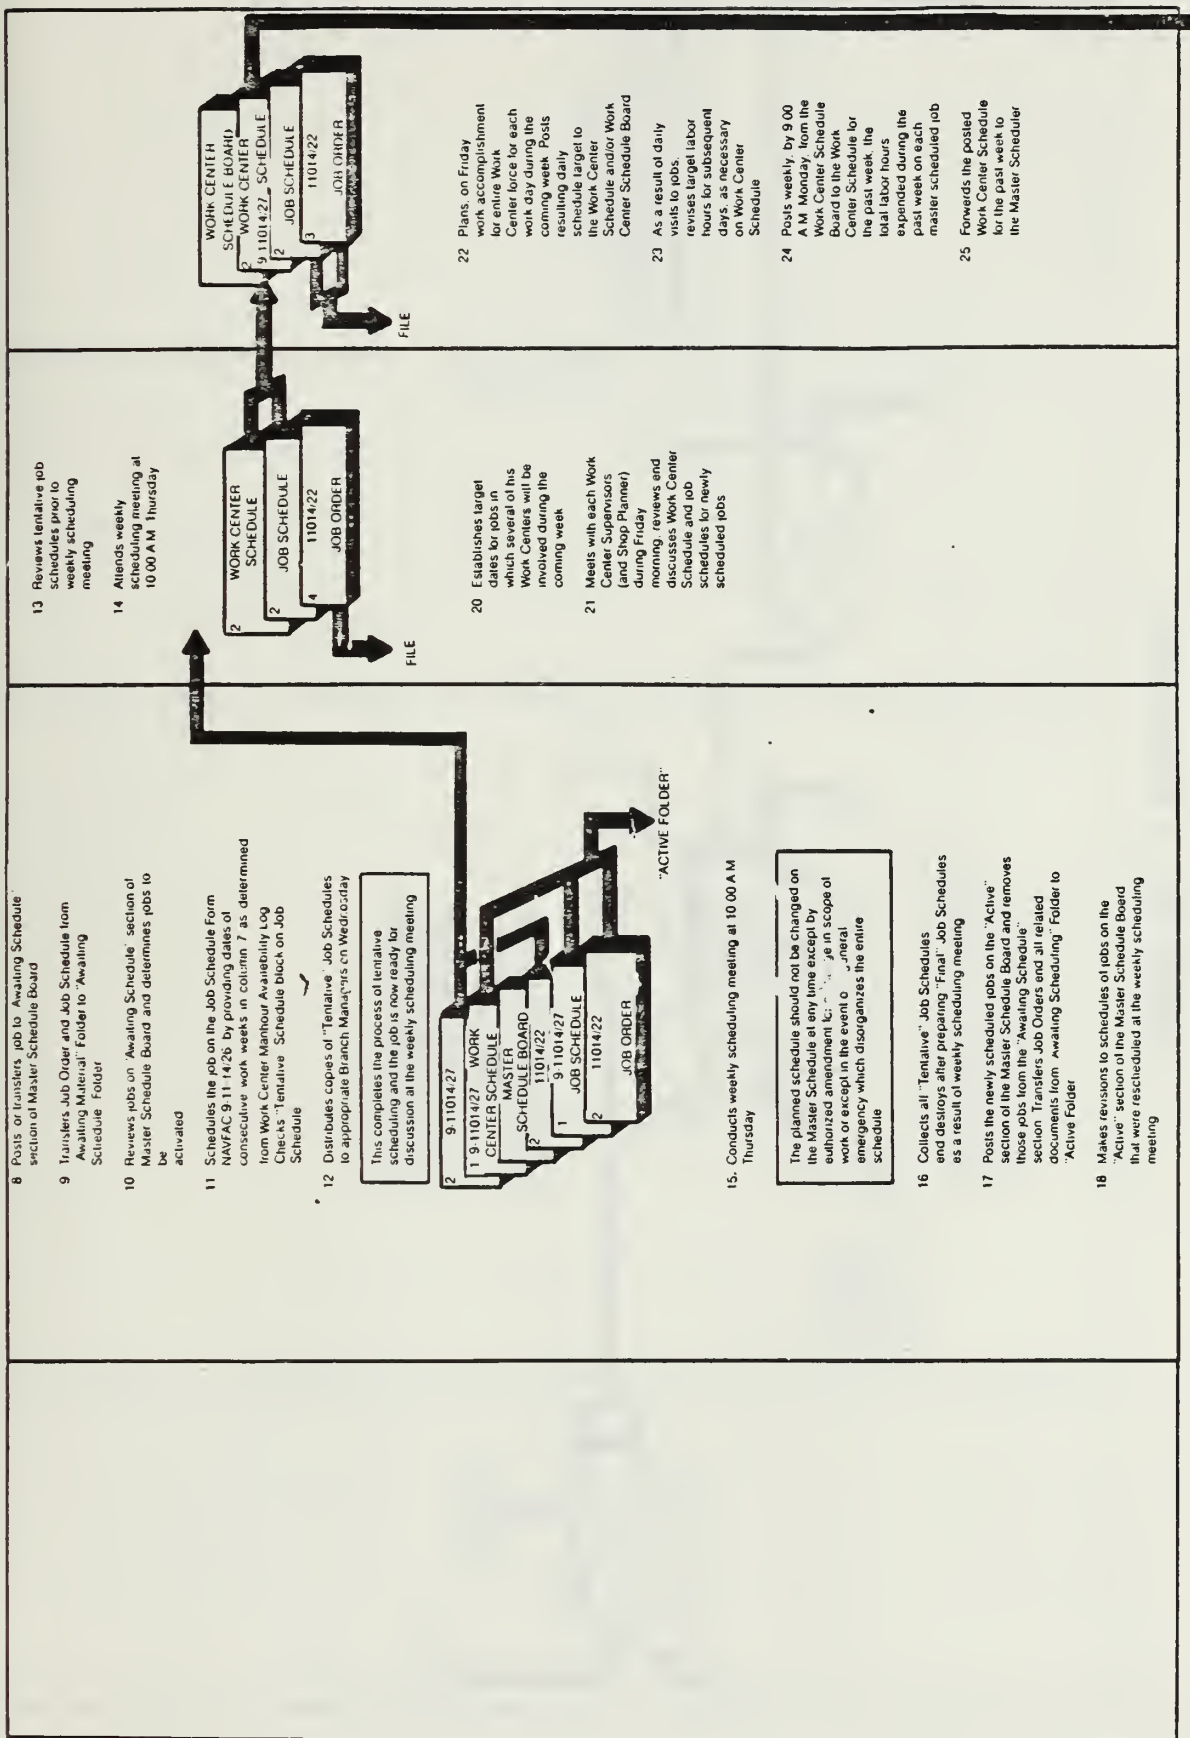 8 Posts or transfers job to Awaiting Schedule
section of Master Schedule Board
9 Transfers Job Order and Job Schedule from
Awaiting Material" Folder to "Awaiting
Schedule Folder
10 Reviews jobs on "Awaiting Schedule" section of
Master Schedule Board and determines jobs to
be
activated
11 Schedules the job on the Job Schedule Form
NAVFAC 9-11-14/26 by providing dates of
consecutive work weeks in column 7 as determined
from Work Center Manhour Availability Log
Checks "Tentative Schedule block on Job
Schedule
12 Distributes copies of "Tentative" Job Schedules
to appropriate Branch Managers on Wednesday
This completes the process of tentative
scheduling and the job is now ready for
discussion at the weekly scheduling meeting
2 9-11014/27
1 9-11014/27 WORK
CENTER SCHEDULE
MASTER
SCHEDULE BOARD
2 11014/22
1 9-11014/27
JOB SCHEDULE
2 11014/22
JOB ORDER
"ACTIVE FOLDER"
15. Conducts weekly scheduling meeting at 10 00 A M
Thursday
The planned schedule should not be changed on
the Master Schedule at any time except by
authorized amendment in scope of
work or except in the event
emergency which disorganizes the entire
schedule
16 Collects all "Tentative" Job Schedules
end destroys after preparing "Final" Job Schedules
es a result of weekly scheduling meeting
17 Posts the newly scheduled jobs on the "Active"
section of the Master Schedule Board and removes
those jobs from the "Awaiting Schedule"
section Transfers Job Orders end all related
documents from Awaiting Scheduling" Folder to
"Active Folder
18 Makes revisions to schedules of jobs on the
"Active" section of the Master Schedule Board
that were rescheduled at the weekly scheduling
meeting
13 Reviews tentative job
schedules prior to
weekly scheduling
meeting
14 Attends weekly
scheduling meeting at
10 00 A M Thursday
2 WORK CENTER
SCHEDULE
2 JOB SCHEDULE
4 11014/22
JOB ORDER
FILE
20 Establishes target
dates for jobs in
which several of his
Work Centers will be
involved during the
coming week
21 Meets with each Work
Center Supervisors
(and Shop Planner)
during Friday
morning, reviews end
discusses Work Center
Schedule and job
schedules for newly
scheduled jobs
WORK CENTER
SCHEDULE BOARD
2 WORK CENTER
9 11014/27 SCHEDULE
2 JOB SCHEDULE
3 11014/22
JOB ORDER
FILE
22 Plans, on Friday
work accomplishment
for entire Work
Center force for each
work day during the
coming week Posts
resulting daily
schedule target to
the Work Center
Schedule and/or Work
Center Schedule Board
23 As a result of daily
visits to jobs,
revises target labor
hours for subsequent
days, as necessary
on Work Center
Schedule
24 Posts weekly, by 9 00
A M Monday, from the
Work Center Schedule
Board to the Work
Center Schedule for
the past week, the
total labor hours
expended during the
past week on each
master scheduled job
25 Forwards the posted
Work Center Schedule
for the past week to
the Master Scheduler